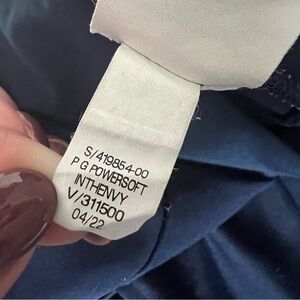 S/419854-00
P G POWERSOFT
INTHENVY
V/311500
04/22